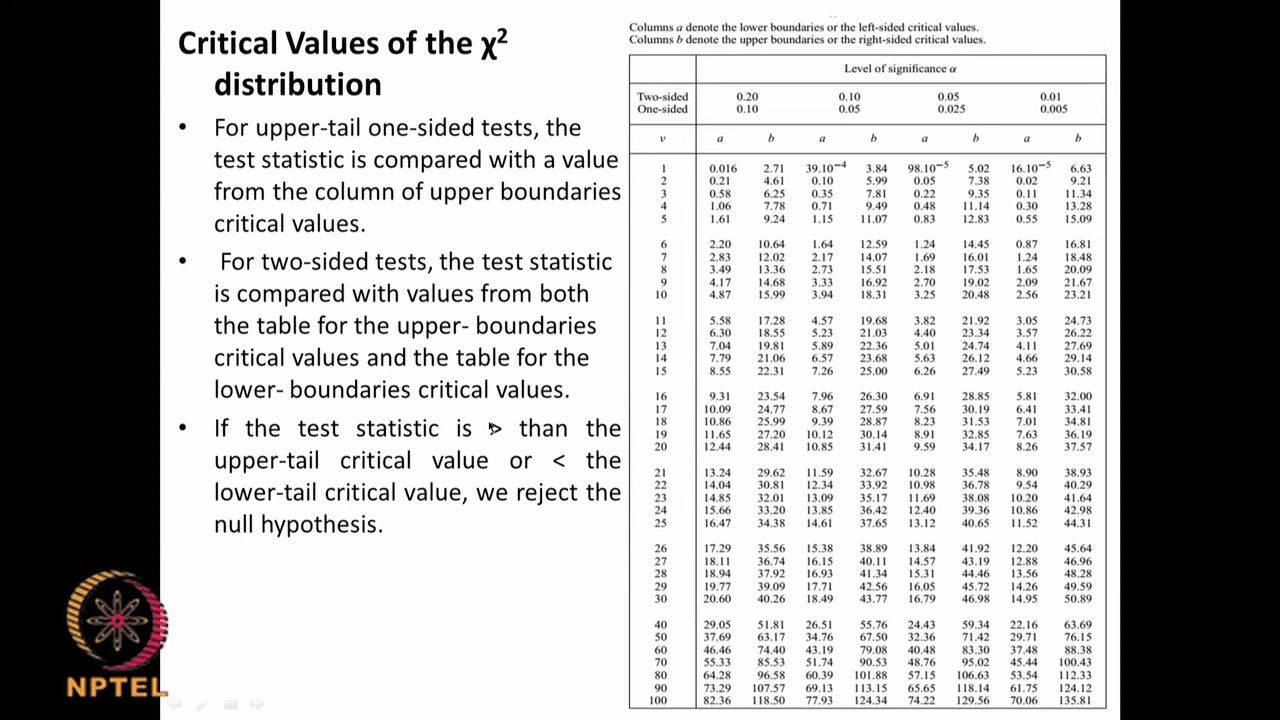 Critical Values of the χ²
distribution
• For upper-tail one-sided tests, the
test statistic is compared with a value
from the column of upper boundaries
critical values.
• For two-sided tests, the test statistic
is compared with values from both
the table for the upper- boundaries
critical values and the table for the
lower- boundaries critical values.
• If the test statistic is > than the
upper-tail critical value or < the
lower-tail critical value, we reject the
null hypothesis.
NPTEL
Columns a denote the lower boundaries or the left-sided critical values.
Columns b denote the upper boundaries or the right-sided critical values.
Level of significance α
Two-sided 0.20 0.10 0.05 0.01
One-sided 0.10 0.05 0.025 0.005
ν a b a b a b a b
1 0.016 2.71 39.10⁻⁴ 3.84 98.10⁻⁵ 5.02 16.10⁻⁵ 6.63
2 0.21 4.61 0.10 5.99 0.05 7.38 0.02 9.21
3 0.58 6.25 0.35 7.81 0.22 9.35 0.11 11.34
4 1.06 7.78 0.71 9.49 0.48 11.14 0.30 13.28
5 1.61 9.24 1.15 11.07 0.83 12.83 0.55 15.09
6 2.20 10.64 1.64 12.59 1.24 14.45 0.87 16.81
7 2.83 12.02 2.17 14.07 1.69 16.01 1.24 18.48
8 3.49 13.36 2.73 15.51 2.18 17.53 1.65 20.09
9 4.17 14.68 3.33 16.92 2.70 19.02 2.09 21.67
10 4.87 15.99 3.94 18.31 3.25 20.48 2.56 23.21
11 5.58 17.28 4.57 19.68 3.82 21.92 3.05 24.73
12 6.30 18.55 5.23 21.03 4.40 23.34 3.57 26.22
13 7.04 19.81 5.89 22.36 5.01 24.74 4.11 27.69
14 7.79 21.06 6.57 23.68 5.63 26.12 4.66 29.14
15 8.55 22.31 7.26 25.00 6.26 27.49 5.23 30.58
16 9.31 23.54 7.96 26.30 6.91 28.85 5.81 32.00
17 10.09 24.77 8.67 27.59 7.56 30.19 6.41 33.41
18 10.86 25.99 9.39 28.87 8.23 31.53 7.01 34.81
19 11.65 27.20 10.12 30.14 8.91 32.85 7.63 36.19
20 12.44 28.41 10.85 31.41 9.59 34.17 8.26 37.57
21 13.24 29.62 11.59 32.67 10.28 35.48 8.90 38.93
22 14.04 30.81 12.34 33.92 10.98 36.78 9.54 40.29
23 14.85 32.01 13.09 35.17 11.69 38.08 10.20 41.64
24 15.66 33.20 13.85 36.42 12.40 39.36 10.86 42.98
25 16.47 34.38 14.61 37.65 13.12 40.65 11.52 44.31
26 17.29 35.56 15.38 38.89 13.84 41.92 12.20 45.64
27 18.11 36.74 16.15 40.11 14.57 43.19 12.88 46.96
28 18.94 37.92 16.93 41.34 15.31 44.46 13.56 48.28
29 19.77 39.09 17.71 42.56 16.05 45.72 14.26 49.59
30 20.60 40.26 18.49 43.77 16.79 46.98 14.95 50.89
40 29.05 51.81 26.51 55.76 24.43 59.34 22.16 63.69
50 37.69 63.17 34.76 67.50 32.36 71.42 29.71 76.15
60 46.46 74.40 43.19 79.08 40.48 83.30 37.48 88.38
70 55.33 85.53 51.74 90.53 48.76 95.02 45.44 100.43
80 64.28 96.58 60.39 101.88 57.15 106.63 53.54 112.33
90 73.29 107.57 69.13 113.15 65.65 118.14 61.75 124.12
100 82.36 118.50 77.93 124.34 74.22 129.56 70.06 135.81